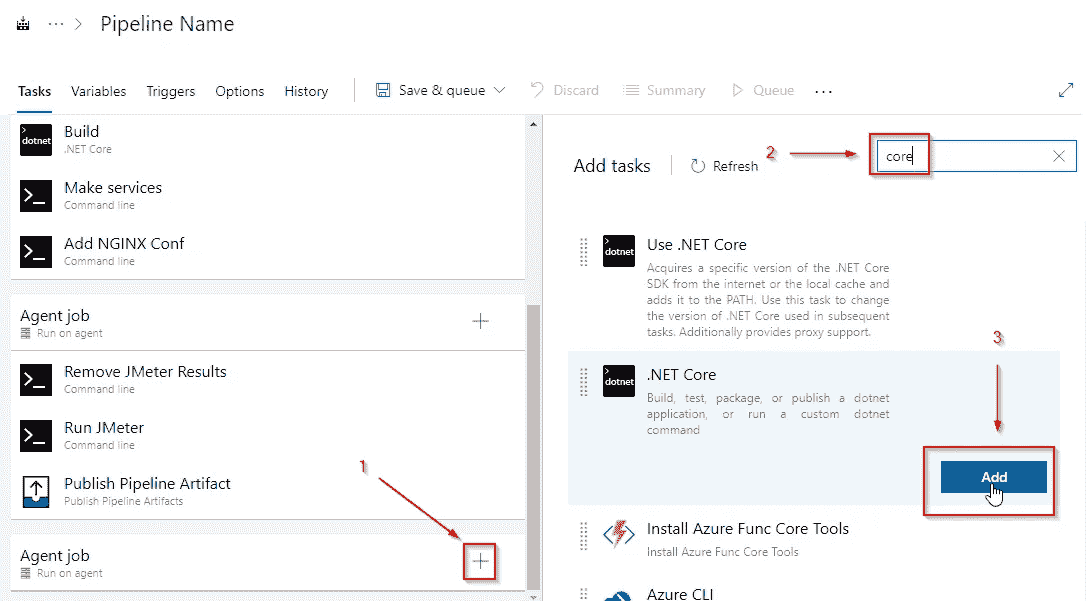 ··· > Pipeline Name
Tasks Variables Triggers Options History Save & queue Discard Summary Queue ...
dotnet
Build
.NET Core
Make services
Command line
Add NGINX Conf
Command line
Agent job
Run on agent
Remove JMeter Results
Command line
Run JMeter
Command line
Publish Pipeline Artifact
Publish Pipeline Artifacts
1
Agent job
Run on agent
Add tasks Refresh 2 core
dotnet
Use .NET Core
Acquires a specific version of the .NET Core
SDK from the internet or the local cache and
adds it to the PATH. Use this task to change
the version of .NET Core used in subsequent
tasks. Additionally provides proxy support.
3
dotnet
.NET Core
Build, test, package, or publish a dotnet
application, or run a custom dotnet
command
Add
Install Azure Func Core Tools
Install Azure Func Core Tools
Azure CLI